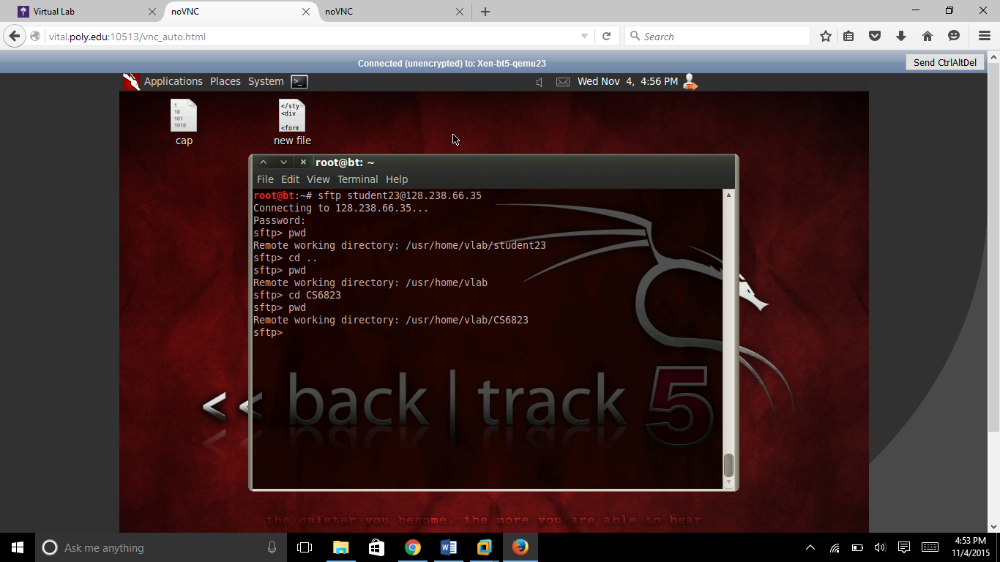 Virtual Lab
noVNC
noVNC
vital.poly.edu:10513/vnc_auto.html
Search
Connected (unencrypted) to: Xen-bt5-qemu23
Send CtrlAltDel
Applications Places System
Wed Nov 4, 4:56 PM
1
10
101
1010
cap
</sty
<div
<form
new file
root@bt: ~
File Edit View Terminal Help
root@bt:~# sftp student23@128.238.66.35
Connecting to 128.238.66.35...
Password:
sftp> pwd
Remote working directory: /usr/home/vlab/student23
sftp> cd ..
sftp> pwd
Remote working directory: /usr/home/vlab
sftp> cd CS6823
sftp> pwd
Remote working directory: /usr/home/vlab/CS6823
sftp>
<< back | track 5
the quieter you become, the more you are able to hear
Ask me anything
4:53 PM
11/4/2015